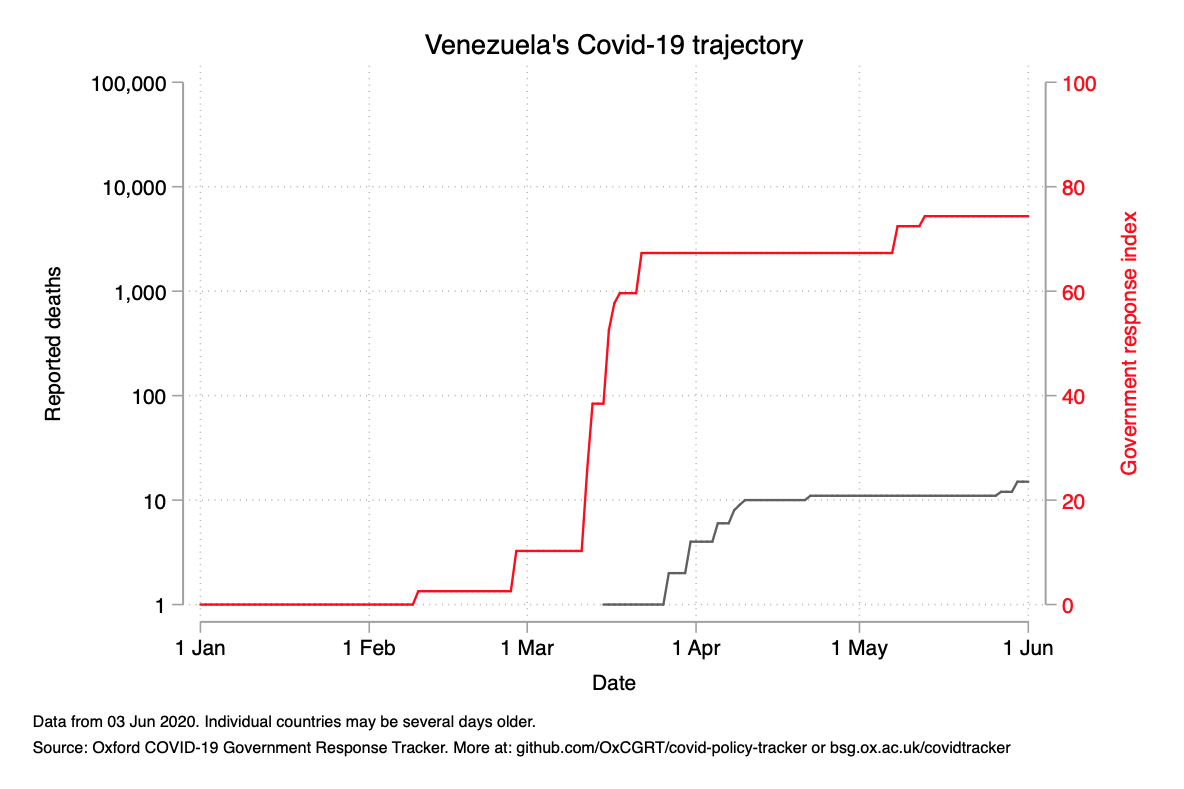 Venezuela's Covid-19 trajectory
100,000
10,000
1,000
100
10
1
Reported deaths
100
80
60
40
20
0
Government response index
1 Jan
1 Feb
1 Mar
1 Apr
1 May
1 Jun
Date
Data from 03 Jun 2020. Individual countries may be several days older.
Source: Oxford COVID-19 Government Response Tracker. More at: github.com/OxCGRT/covid-policy-tracker or bsg.ox.ac.uk/covidtracker